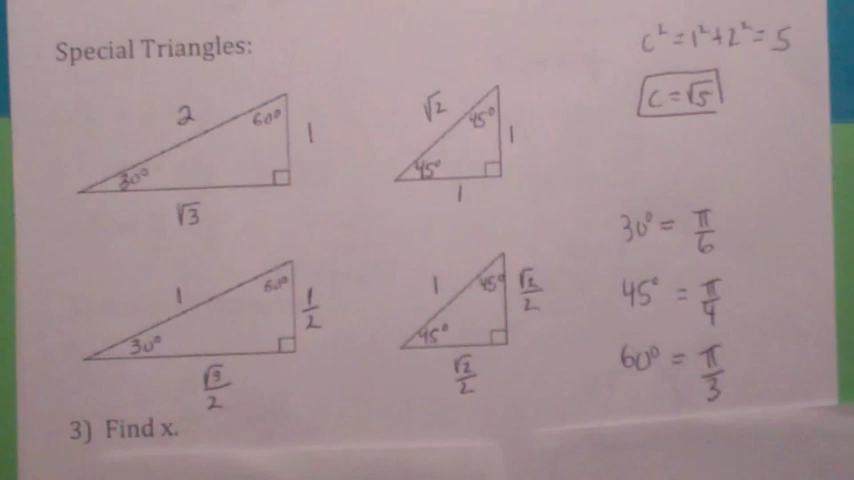 Special Triangles:
c² = 1² + 2² = 5
c = √5
2
60°
1
30°
√3
√2
45°
1
45°
1
30° = π/6
45° = π/4
60° = π/3
1
60°
1/2
30°
√3/2
1
45°
√2/2
45°
√2/2
3) Find x.